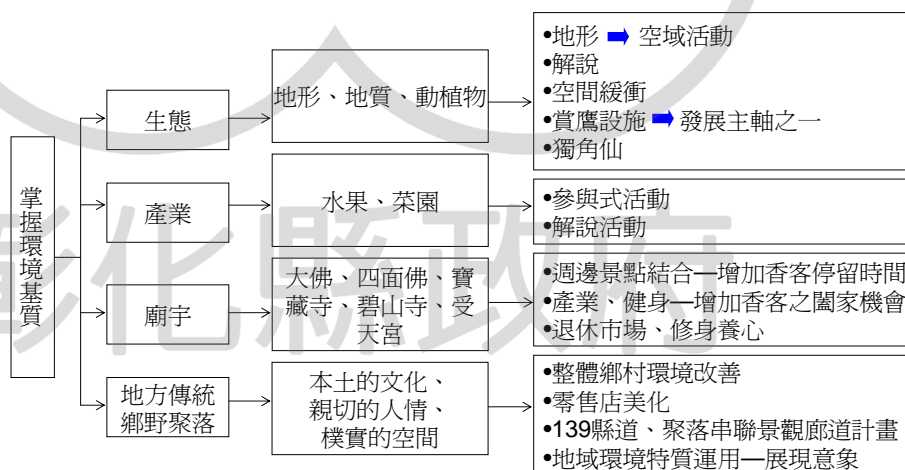 掌握環境基質
生態
地形、地質、動植物
•地形 ➡ 空域活動
•解說
•空間緩衝
•賞鷹設施 ➡ 發展主軸之一
•獨角仙
產業
水果、菜園
•參與式活動
•解說活動
廟宇
大佛、四面佛、寶
藏寺、碧山寺、受
天宮
•週邊景點結合—增加香客停留時間
•產業、健身—增加香客之闔家機會
•退休市場、修身養心
地方傳統
鄉野聚落
本土的文化、
親切的人情、
樸實的空間
•整體鄉村環境改善
•零售店美化
•139縣道、聚落串聯景觀廊道計畫
•地域環境特質運用—展現意象
彰化縣政府